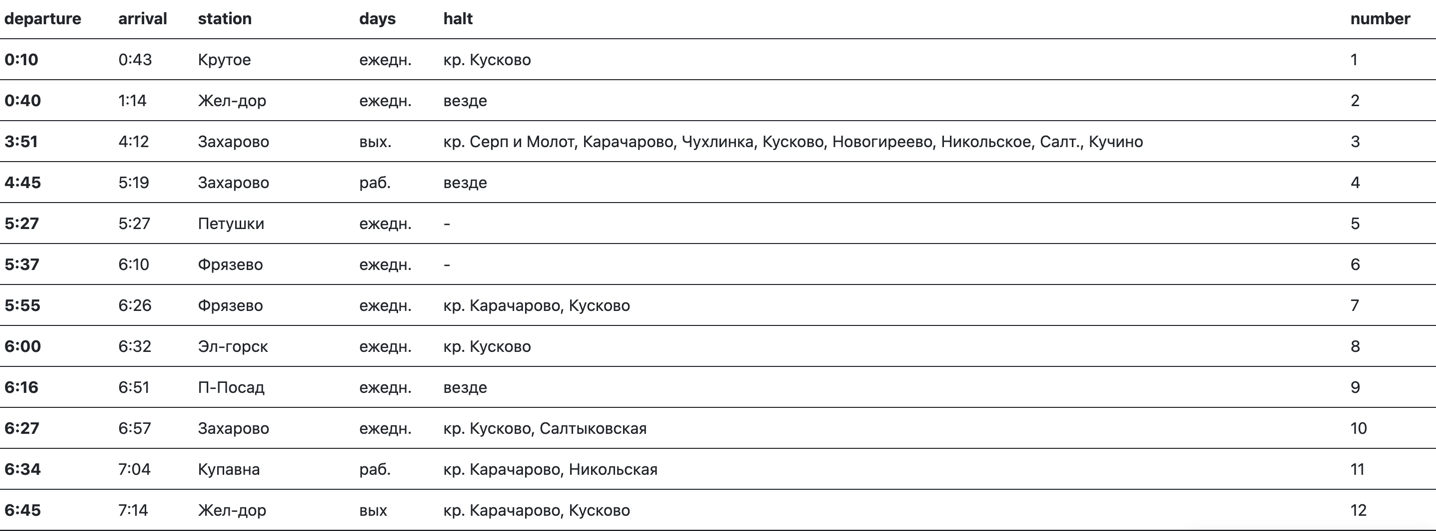 departure arrival station days halt number
0:10 0:43 Крутое ежедн. кр. Кусково 1
0:40 1:14 Жел-дор ежедн. везде 2
3:51 4:12 Захарово вых. кр. Серп и Молот, Карачарово, Чухлинка, Кусково, Новогиреево, Никольское, Салт., Кучино 3
4:45 5:19 Захарово раб. везде 4
5:27 5:27 Петушки ежедн. - 5
5:37 6:10 Фрязево ежедн. - 6
5:55 6:26 Фрязево ежедн. кр. Карачарово, Кусково 7
6:00 6:32 Эл-горск ежедн. кр. Кусково 8
6:16 6:51 П-Посад ежедн. везде 9
6:27 6:57 Захарово ежедн. кр. Кусково, Салтыковская 10
6:34 7:04 Купавна раб. кр. Карачарово, Никольская 11
6:45 7:14 Жел-дор вых кр. Карачарово, Кусково 12